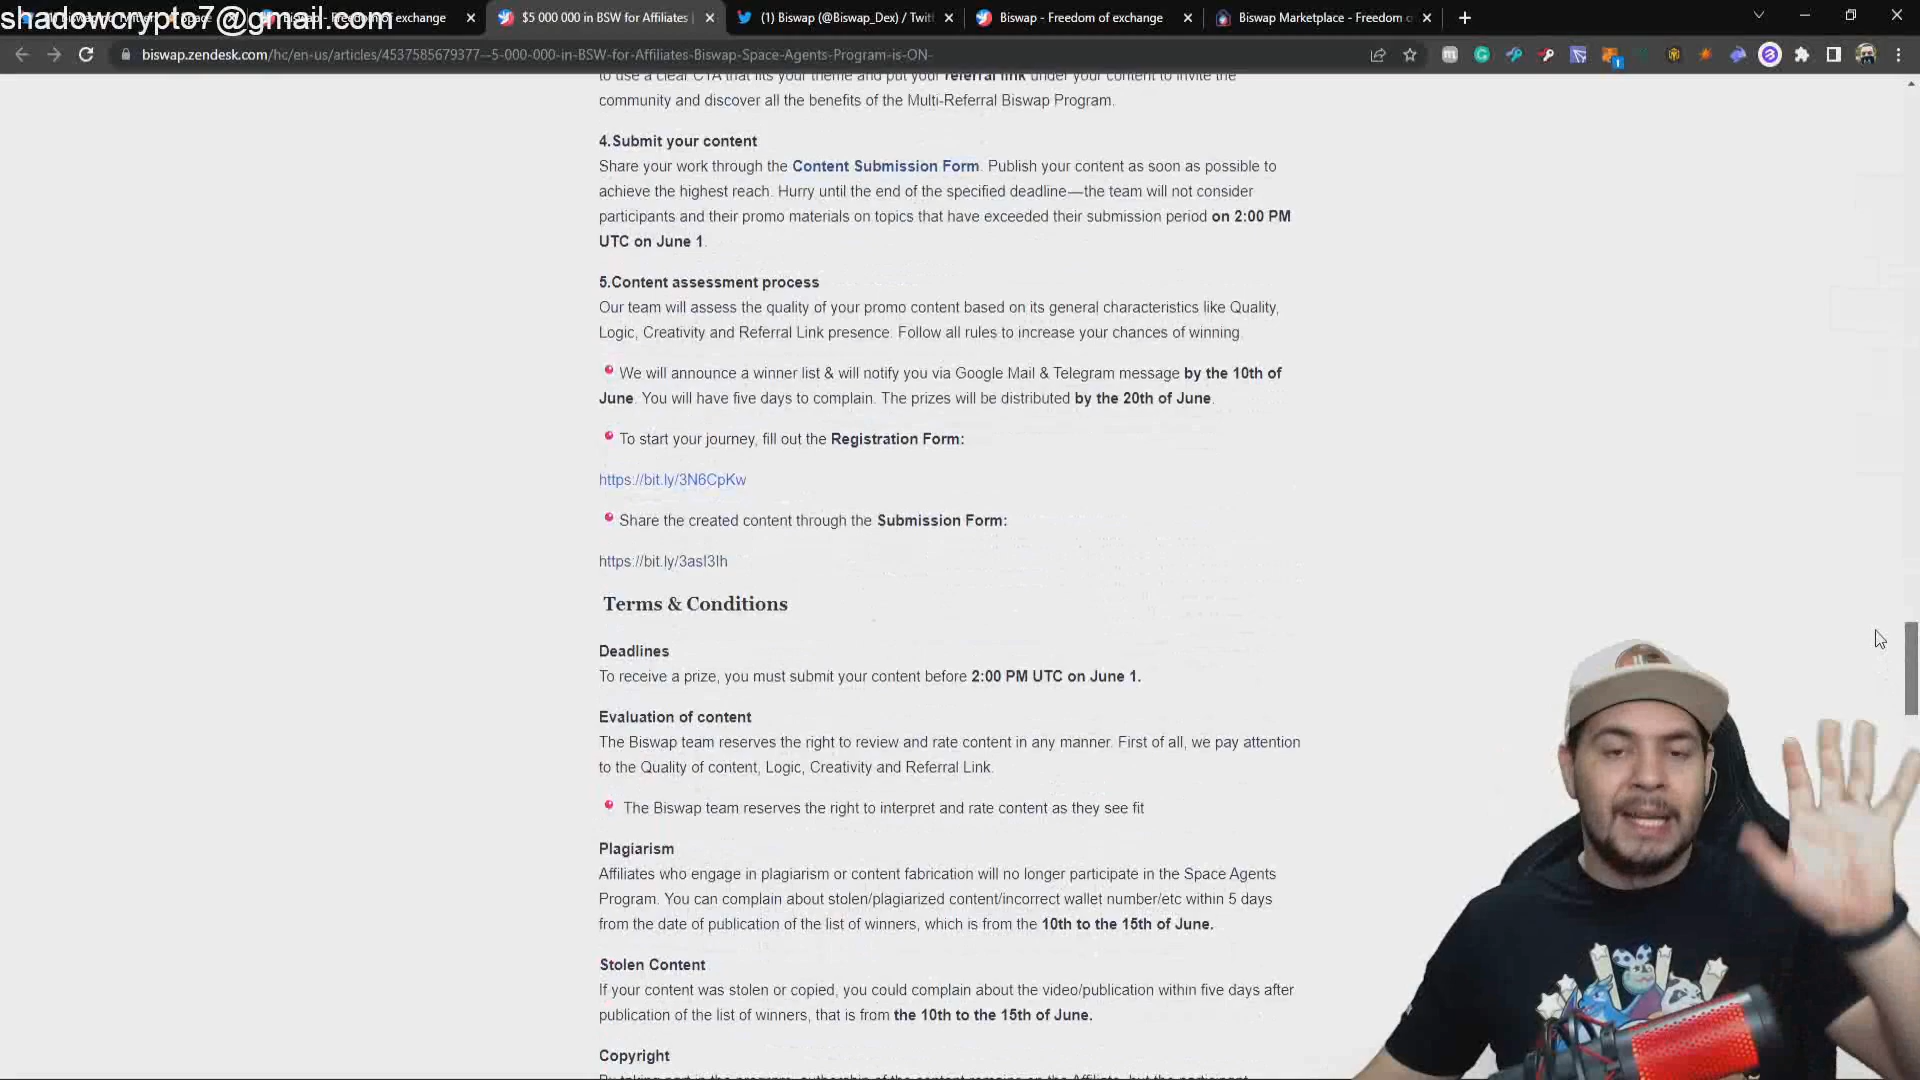 shadowcrypto7@gmail.com
exchange
$5 000 000 in BSW for Affiliates |
(1) Biswap (@Biswap_Dex) / Twitt
Biswap - Freedom of exchange
Biswap Marketplace - Freedom o
biswap.zendesk.com/hc/en-us/articles/4537585679377--5-000-000-in-BSW-for-Affiliates-Biswap-Space-Agents-Program-is-ON-
to use a clear CTA that fits your theme and put your referral link under your content to invite the
community and discover all the benefits of the Multi-Referral Biswap Program.
4.Submit your content
Share your work through the Content Submission Form. Publish your content as soon as possible to
achieve the highest reach. Hurry until the end of the specified deadline—the team will not consider
participants and their promo materials on topics that have exceeded their submission period on 2:00 PM
UTC on June 1.
5.Content assessment process
Our team will assess the quality of your promo content based on its general characteristics like Quality,
Logic, Creativity and Referral Link presence. Follow all rules to increase your chances of winning.
We will announce a winner list & will notify you via Google Mail & Telegram message by the 10th of
June. You will have five days to complain. The prizes will be distributed by the 20th of June.
To start your journey, fill out the Registration Form:
https://bit.ly/3N6CpKw
Share the created content through the Submission Form:
https://bit.ly/3asI3Ih
Terms & Conditions
Deadlines
To receive a prize, you must submit your content before 2:00 PM UTC on June 1.
Evaluation of content
The Biswap team reserves the right to review and rate content in any manner. First of all, we pay attention
to the Quality of content, Logic, Creativity and Referral Link.
The Biswap team reserves the right to interpret and rate content as they see fit
Plagiarism
Affiliates who engage in plagiarism or content fabrication will no longer participate in the Space Agents
Program. You can complain about stolen/plagiarized content/incorrect wallet number/etc within 5 days
from the date of publication of the list of winners, which is from the 10th to the 15th of June.
Stolen Content
If your content was stolen or copied, you could complain about the video/publication within five days after
publication of the list of winners, that is from the 10th to the 15th of June.
Copyright